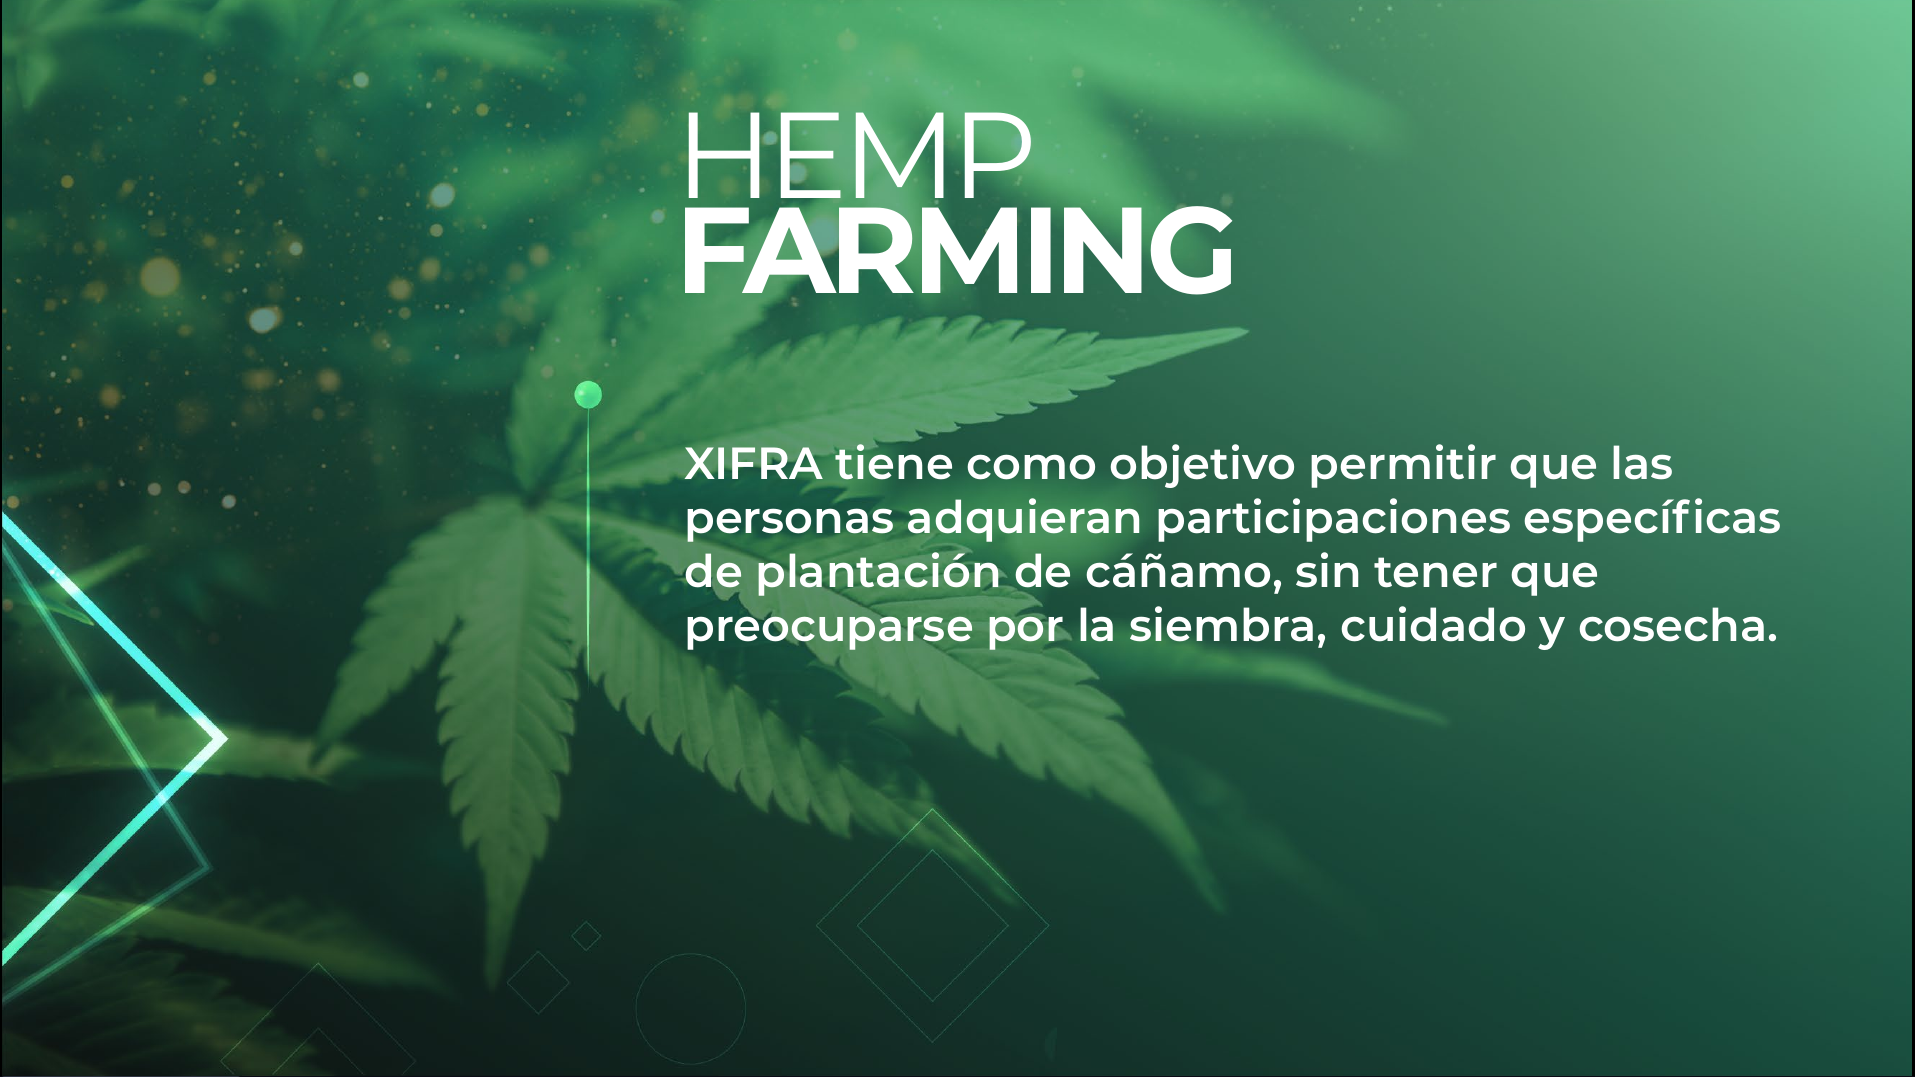 HEMP
FARMING
XIFRA tiene como objetivo permitir que las
personas adquieran participaciones específicas
de plantación de cáñamo, sin tener que
preocuparse por la siembra, cuidado y cosecha.